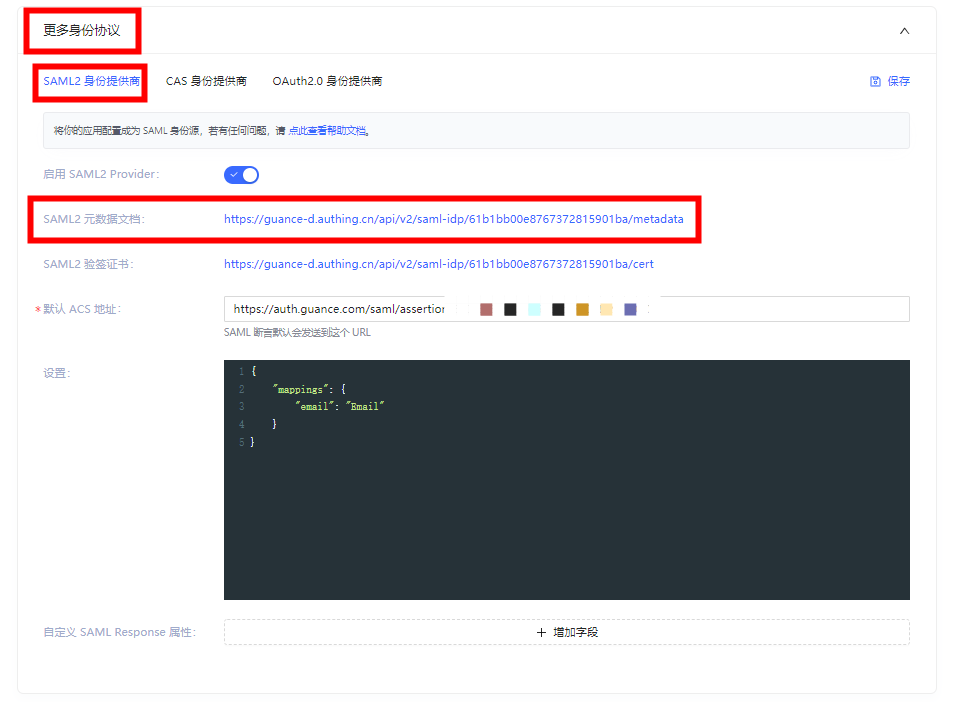 更多身份协议
SAML2 身份提供商 CAS 身份提供商 OAuth2.0 身份提供商 保存
将你的应用配置成为 SAML 身份源，若有任何问题，请 点此查看帮助文档。
启用 SAML2 Provider：
SAML2 元数据文档： https://guance-d.authing.cn/api/v2/saml-idp/61b1bb00e8767372815901ba/metadata
SAML2 验签证书： https://guance-d.authing.cn/api/v2/saml-idp/61b1bb00e8767372815901ba/cert
*默认 ACS 地址： https://auth.guance.com/saml/assertion
SAML 断言默认会发送到这个 URL
设置：
1 {
2 "mappings": {
3 "email": "Email"
4 }
5 }
自定义 SAML Response 属性： + 增加字段